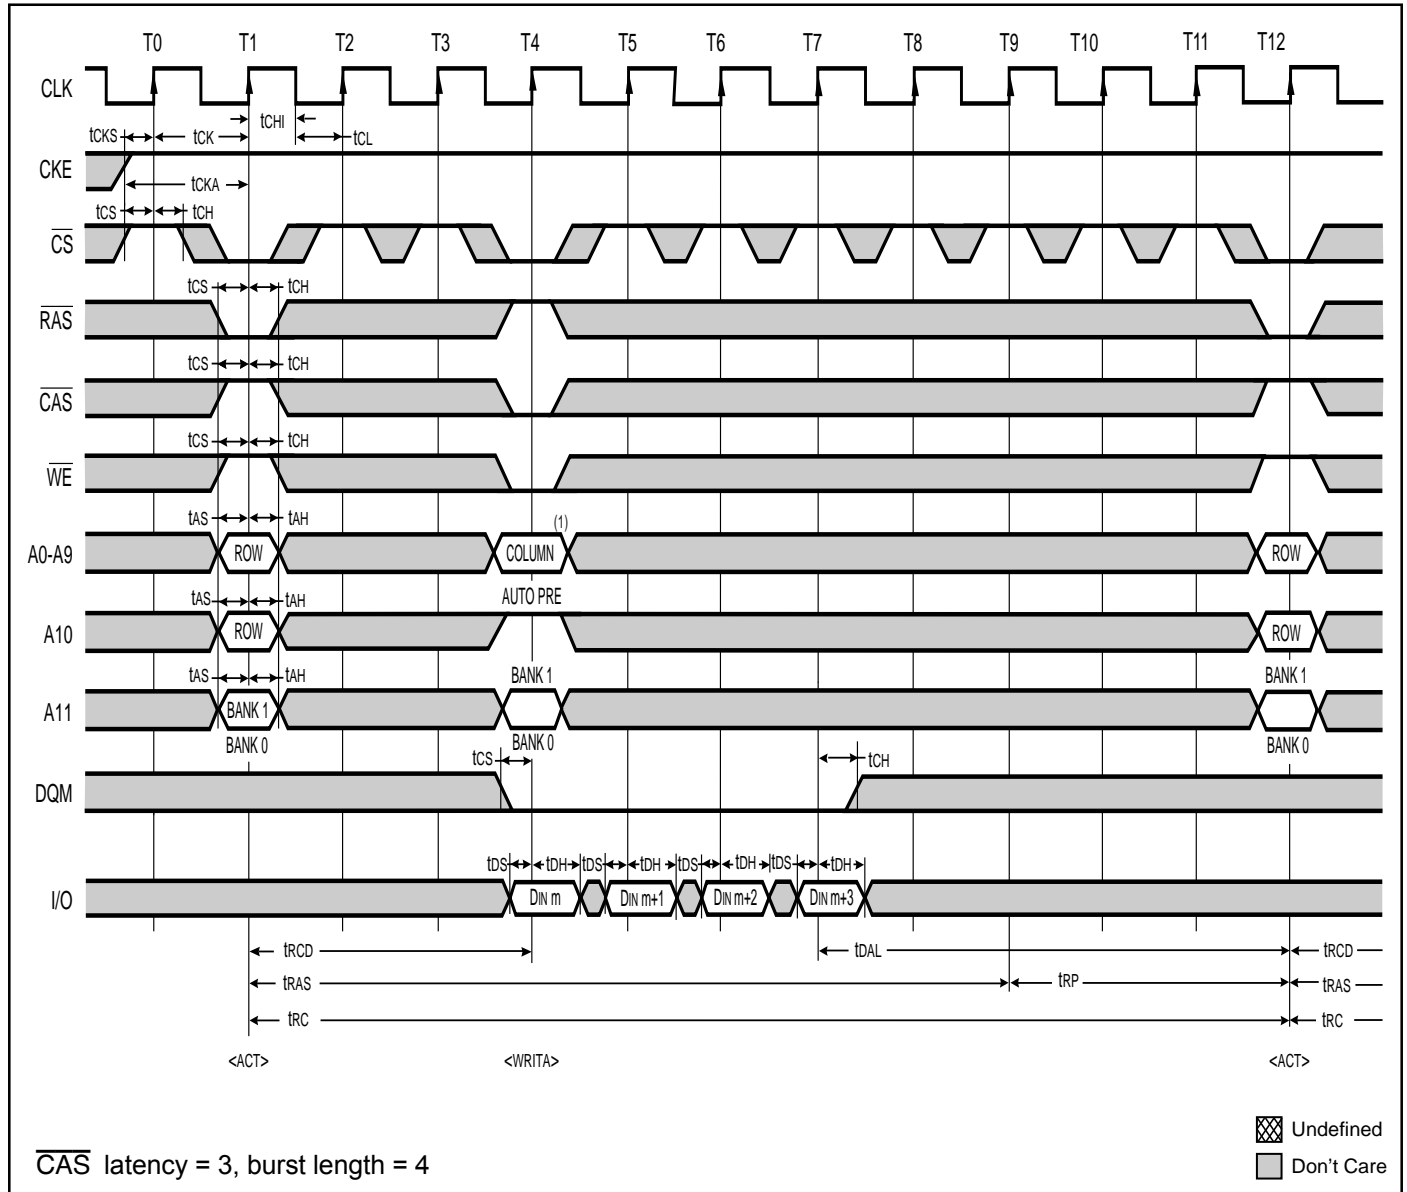 T0 T1 T2 T3 T4 T5 T6 T7 T8 T9 T10 T11 T12
CLK
tCHI
tCKS tCK tCL
CKE
tCKA
tCS tCH
CS
tCS tCH
RAS
tCS tCH
CAS
tCS tCH
WE
tAS tAH (1)
A0-A9 ROW COLUMN ROW
tAS tAH AUTO PRE
A10 ROW ROW
tAS tAH BANK 1 BANK 1
A11 BANK 1
BANK 0 BANK 0 BANK 0
tCS tCH
DQM
tDS tDH tDS tDH tDS tDH tDS tDH
I/O DIN m DIN m+1 DIN m+2 DIN m+3
tRCD tDAL tRCD
tRAS tRP tRAS
tRC tRC
<ACT> <WRITA> <ACT>
Undefined
CAS latency = 3, burst length = 4 Don't Care